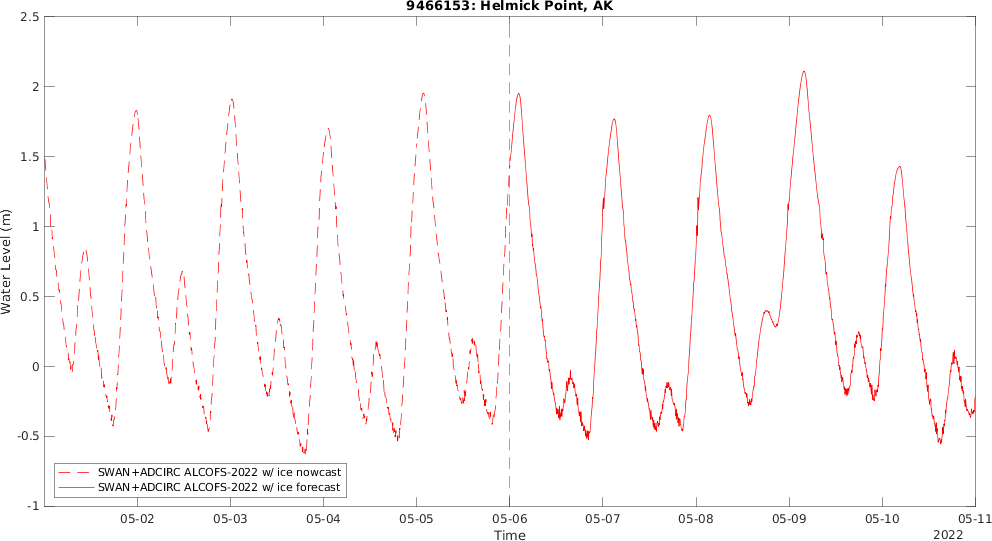 9466153: Helmick Point, AK
2.5
2
1.5
1
0.5
0
-0.5
-1
Water Level (m)
SWAN+ADCIRC ALCOFS-2022 w/ ice nowcast
SWAN+ADCIRC ALCOFS-2022 w/ ice forecast
05-02 05-03 05-04 05-05 05-06 05-07 05-08 05-09 05-10 05-11
Time
2022